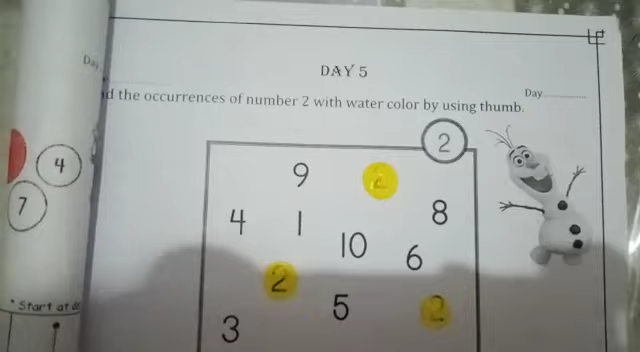 DAY 5
Day
Day..............
d the occurrences of number 2 with water color by using thumb.
2
9 2
4
4 1 8
7
10 6
2
5 2
• Start at
3